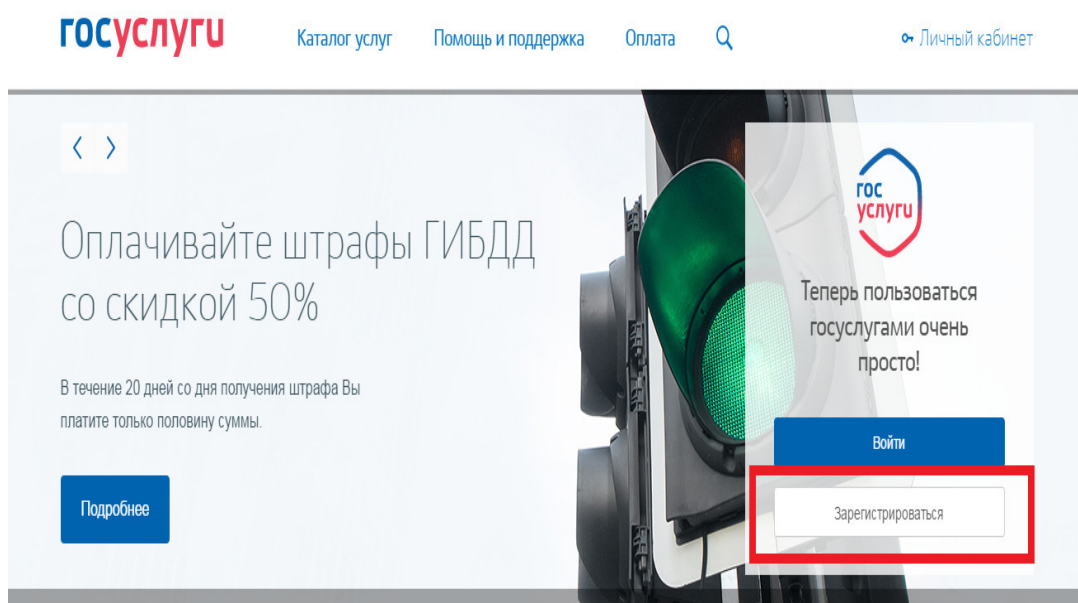 госуслуги
Каталог услуг
Помощь и поддержка
Оплата
Личный кабинет
Оплачивайте штрафы ГИБДД
со скидкой 50%
В течение 20 дней со дня получения штрафа Вы
платите только половину суммы.
Подробнее
гос
услуги
Теперь пользоваться
госуслугами очень
просто!
Войти
Зарегистрироваться